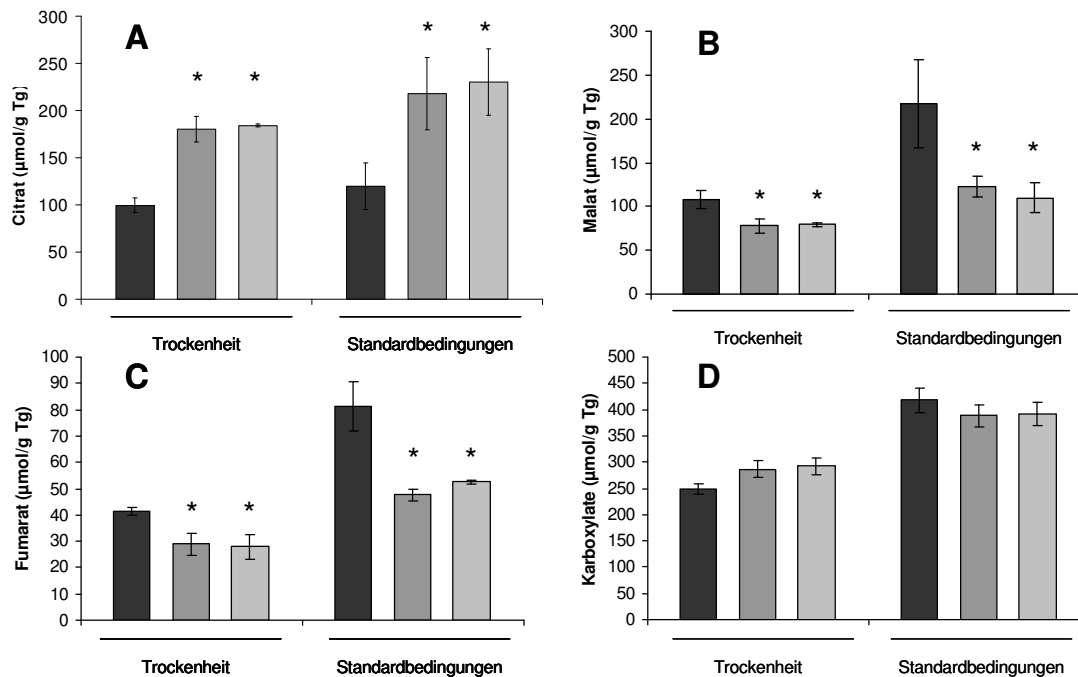 A
Citrat (µmol/g Tg)
300
250
200
150
100
50
0
* * * *
Trockenheit Standardbedingungen
B
Malat (µmol/g Tg)
300
250
200
150
100
50
0
* * * *
Trockenheit Standardbedingungen
C
Fumarat (µmol/g Tg)
100
90
80
70
60
50
40
30
20
10
0
* * * *
Trockenheit Standardbedingungen
D
Karboxylate (µmol/g Tg)
500
450
400
350
300
250
200
150
100
50
0
Trockenheit Standardbedingungen